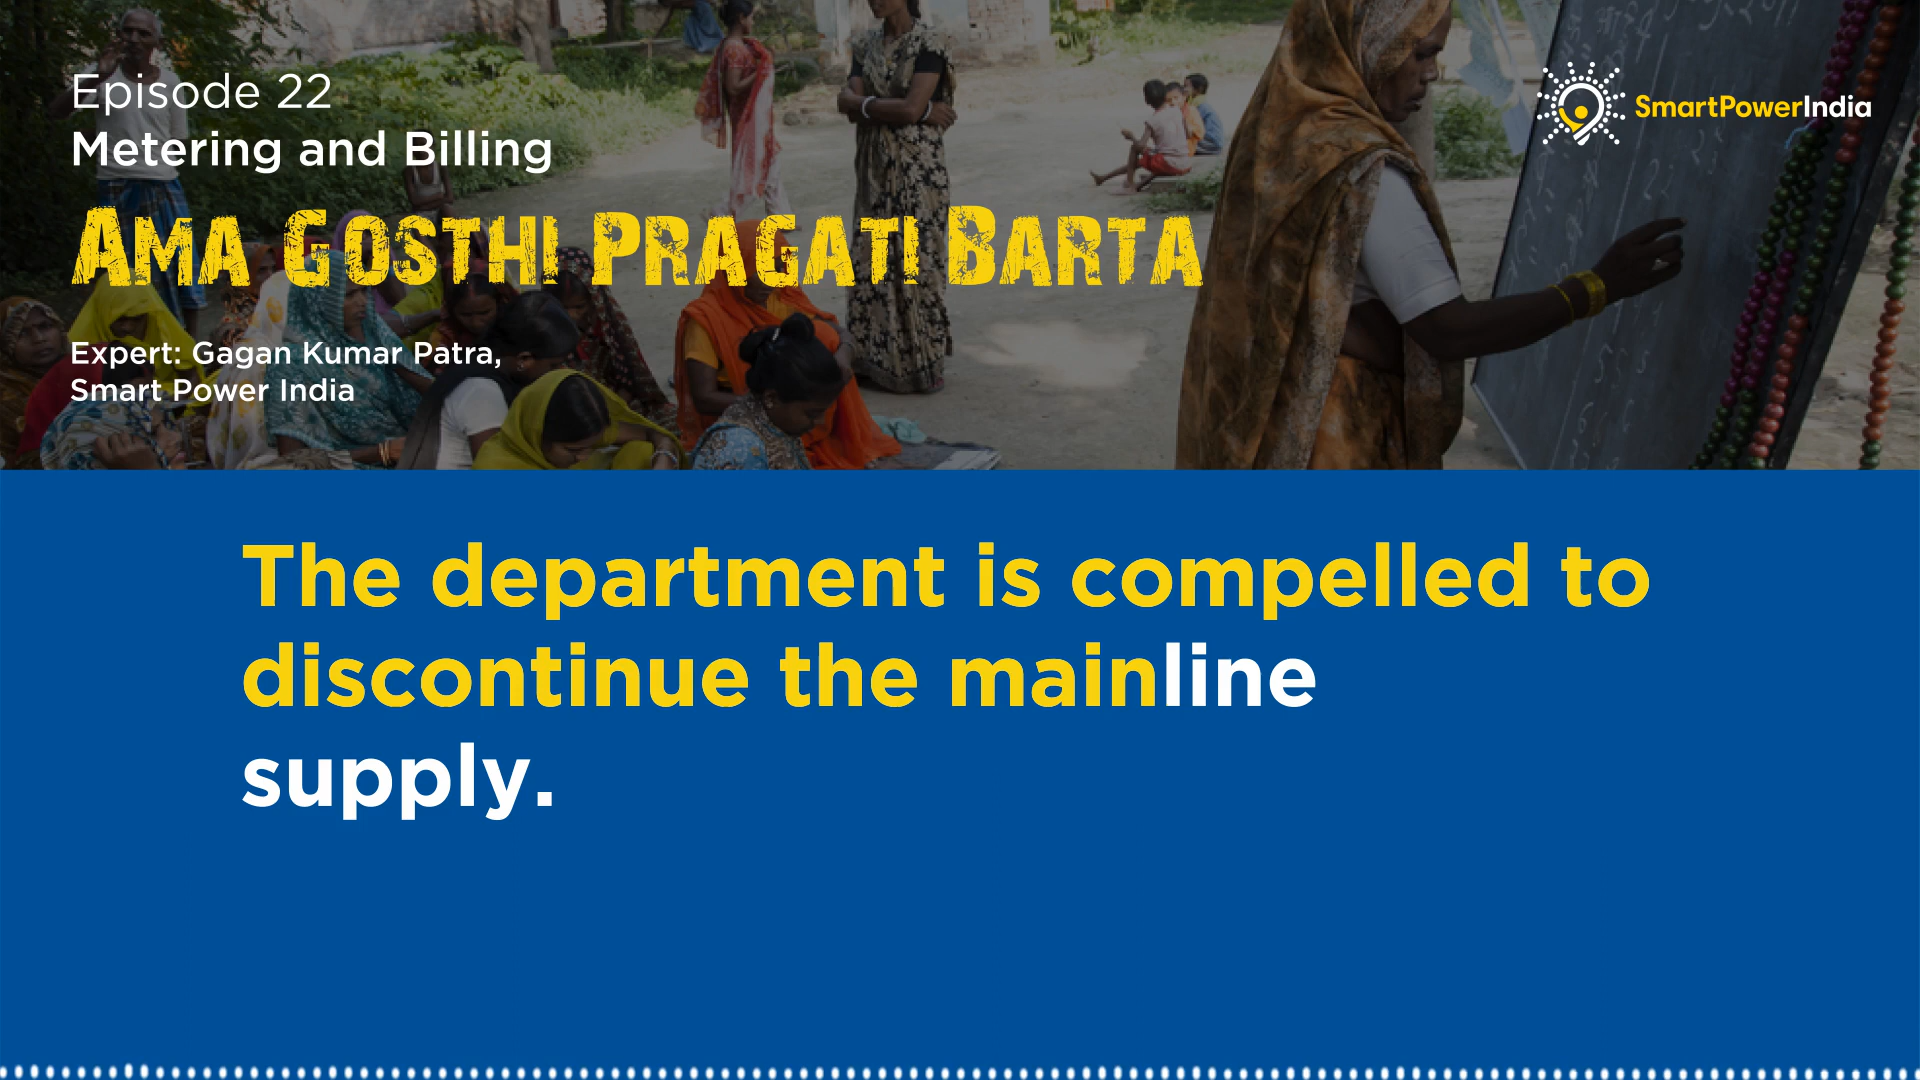 Episode 22
Metering and Billing
SmartPowerIndia
AMA GOSTHI PRAGATI BARTA
Expert: Gagan Kumar Patra,
Smart Power India
The department is compelled to
discontinue the mainline
supply.